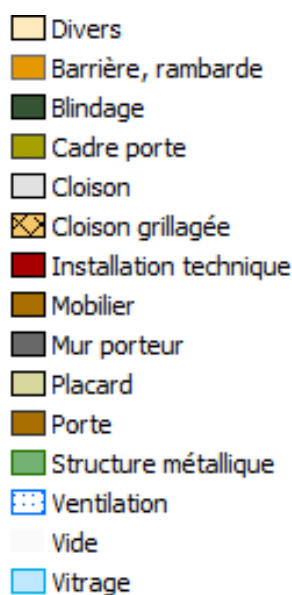 Divers
Barrière, rambarde
Blindage
Cadre porte
Cloison
Cloison grillagée
Installation technique
Mobilier
Mur porteur
Placard
Porte
Structure métallique
Ventilation
Vide
Vitrage